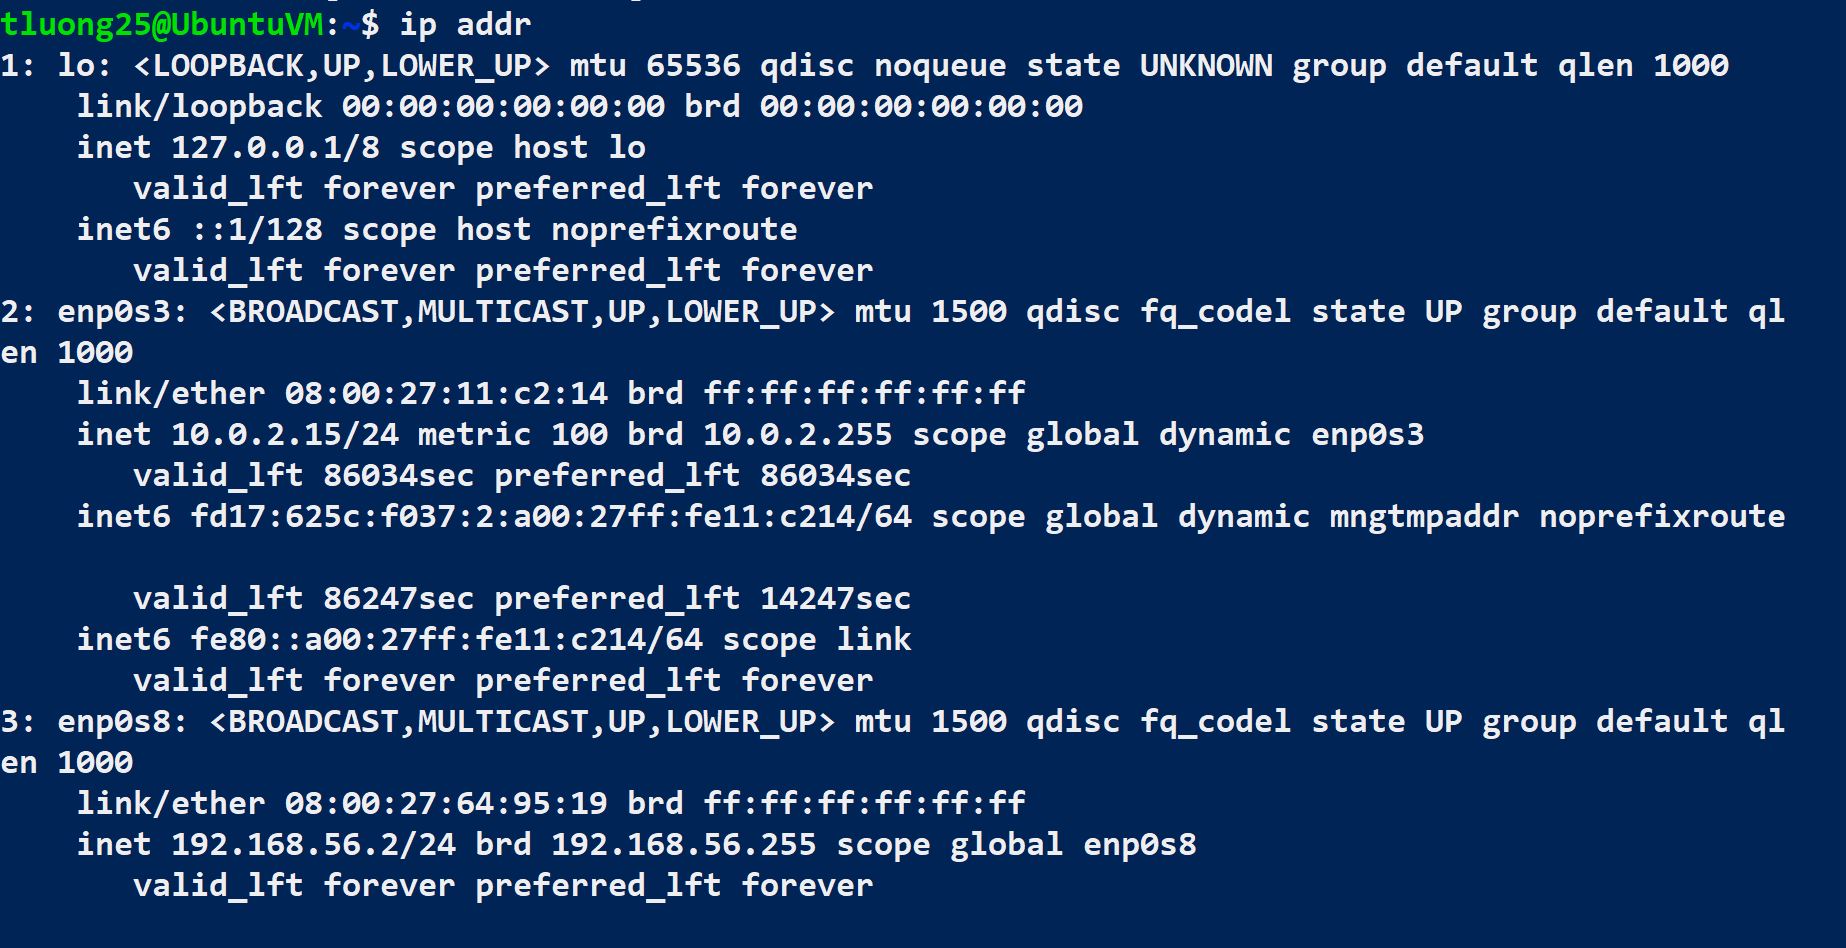 tluong25@UbuntuVM:~$ ip addr
1: lo: <LOOPBACK,UP,LOWER_UP> mtu 65536 qdisc noqueue state UNKNOWN group default qlen 1000
    link/loopback 00:00:00:00:00:00 brd 00:00:00:00:00:00
    inet 127.0.0.1/8 scope host lo
       valid_lft forever preferred_lft forever
    inet6 ::1/128 scope host noprefixroute
       valid_lft forever preferred_lft forever
2: enp0s3: <BROADCAST,MULTICAST,UP,LOWER_UP> mtu 1500 qdisc fq_codel state UP group default ql
en 1000
    link/ether 08:00:27:11:c2:14 brd ff:ff:ff:ff:ff:ff
    inet 10.0.2.15/24 metric 100 brd 10.0.2.255 scope global dynamic enp0s3
       valid_lft 86034sec preferred_lft 86034sec
    inet6 fd17:625c:f037:2:a00:27ff:fe11:c214/64 scope global dynamic mngtmpaddr noprefixroute
       valid_lft 86247sec preferred_lft 14247sec
    inet6 fe80::a00:27ff:fe11:c214/64 scope link
       valid_lft forever preferred_lft forever
3: enp0s8: <BROADCAST,MULTICAST,UP,LOWER_UP> mtu 1500 qdisc fq_codel state UP group default ql
en 1000
    link/ether 08:00:27:64:95:19 brd ff:ff:ff:ff:ff:ff
    inet 192.168.56.2/24 brd 192.168.56.255 scope global enp0s8
       valid_lft forever preferred_lft forever